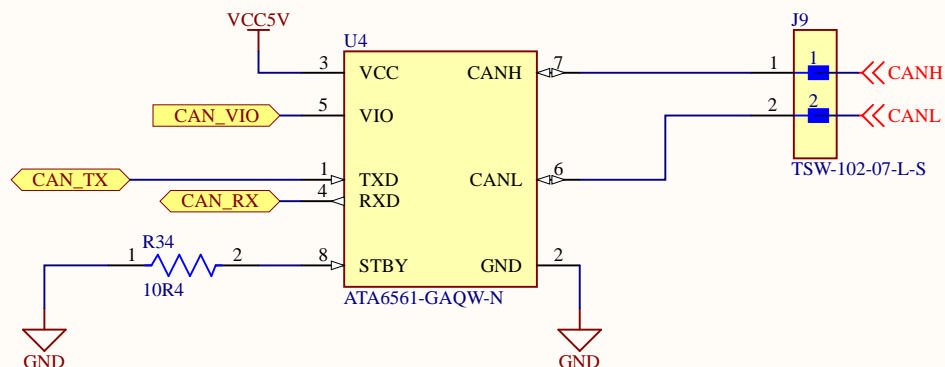 VCC5V
U4
J9
3 VCC CANH 7 1 1 CANH
CAN_VIO 5 VIO 2 2 CANL
CAN_TX 1 TXD CANL 6 TSW-102-07-L-S
CAN_RX 4 RXD
R34
1 2 8 STBY GND 2
10R4 ATA6561-GAQW-N
GND GND